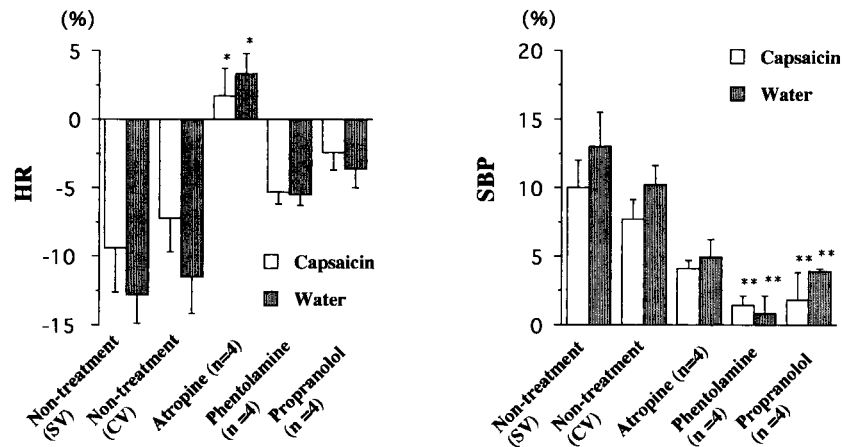 (%)
5
0
-5
-10
-15
HR
* *
Capsaicin
Water
Non-treatment
(SV)
Non-treatment
(CV)
Atropine (n=4)
Phentolamine
(n =4)
Propranolol
(n =4)
(%)
20
15
10
5
0
SBP
Capsaicin
Water
** **
** **
Non-treatment
(SV)
Non-treatment
(CV)
Atropine (n=4)
Phentolamine
(n =4)
Propranolol
(n =4)